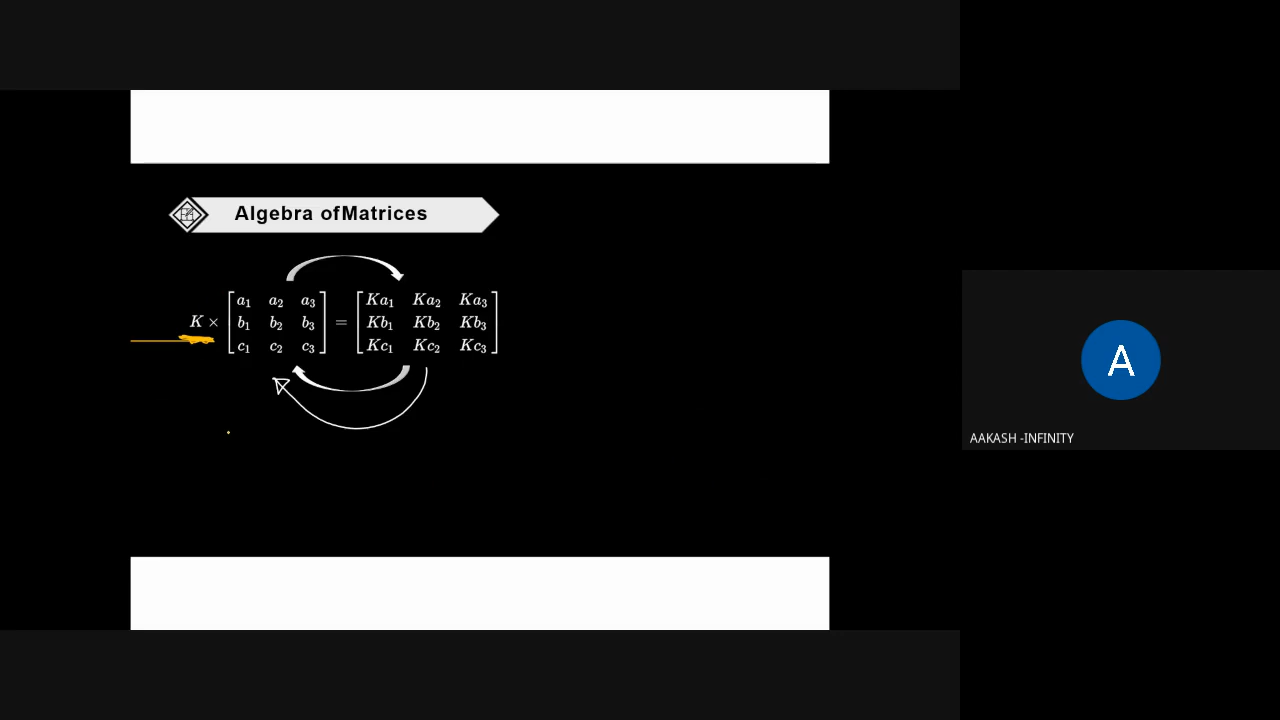 Algebra ofMatrices
K × [a₁ a₂ a₃] = [Ka₁ Ka₂ Ka₃]
[b₁ b₂ b₃] [Kb₁ Kb₂ Kb₃]
[c₁ c₂ c₃] [Kc₁ Kc₂ Kc₃]
A
AAKASH -INFINITY